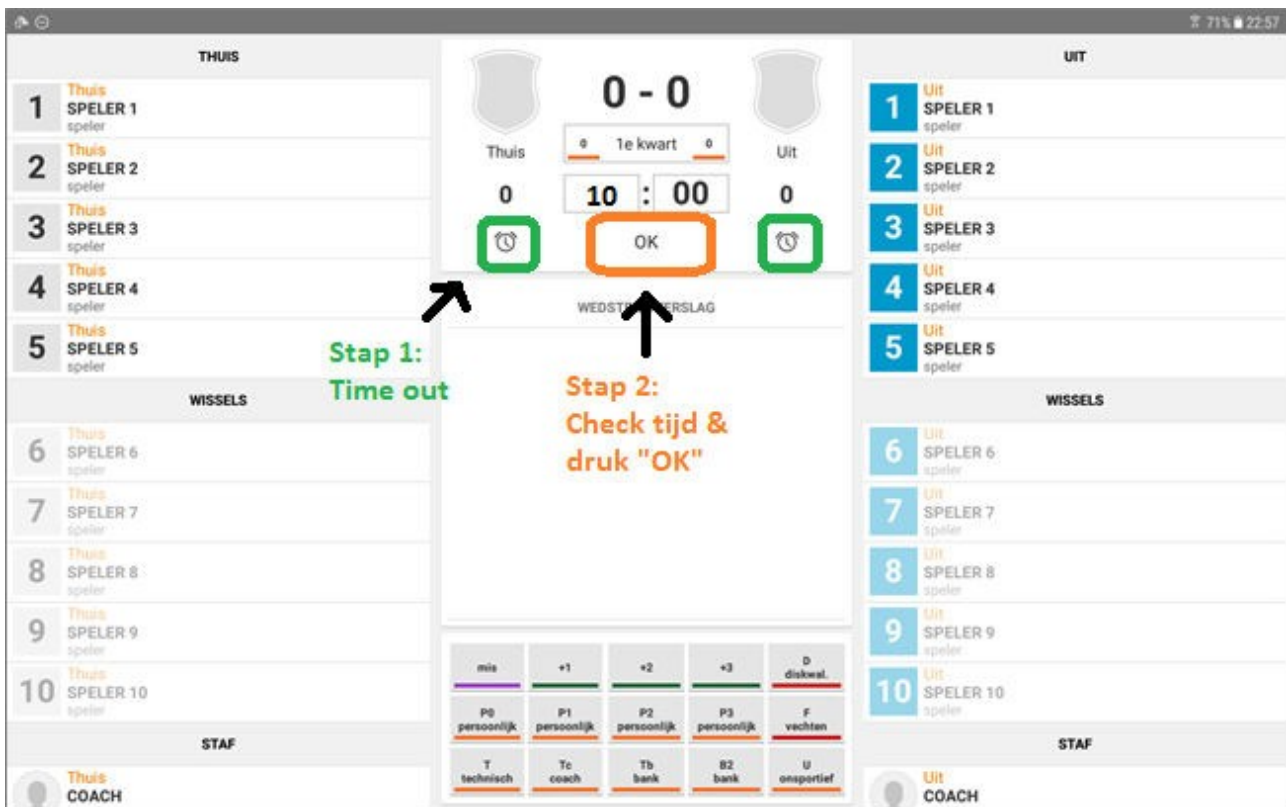 71% 22:57
THUIS
1 Thuis
SPELER 1
speler
2 Thuis
SPELER 2
speler
3 Thuis
SPELER 3
speler
4 Thuis
SPELER 4
speler
5 Thuis
SPELER 5
speler
WISSELS
6 Thuis
SPELER 6
speler
7 Thuis
SPELER 7
speler
8 Thuis
SPELER 8
speler
9 Thuis
SPELER 9
speler
10 Thuis
SPELER 10
speler
STAF
Thuis
COACH
0 - 0
Thuis
0 1e kwart 0
Uit
0
10 : 00
0
OK
Stap 1:
Time out
Stap 2:
Check tijd &
druk "OK"
mis +1 +2 +3 D
diskwal.
P0 P1 P2 P3 F
persoonlijk persoonlijk persoonlijk persoonlijk vechten
T Tc Tb B2 U
technisch coach bank bank onsportief
UIT
1 Uit
SPELER 1
speler
2 Uit
SPELER 2
speler
3 Uit
SPELER 3
speler
4 Uit
SPELER 4
speler
5 Uit
SPELER 5
speler
WISSELS
6 Uit
SPELER 6
speler
7 Uit
SPELER 7
speler
8 Uit
SPELER 8
speler
9 Uit
SPELER 9
speler
10 Uit
SPELER 10
speler
STAF
Uit
COACH